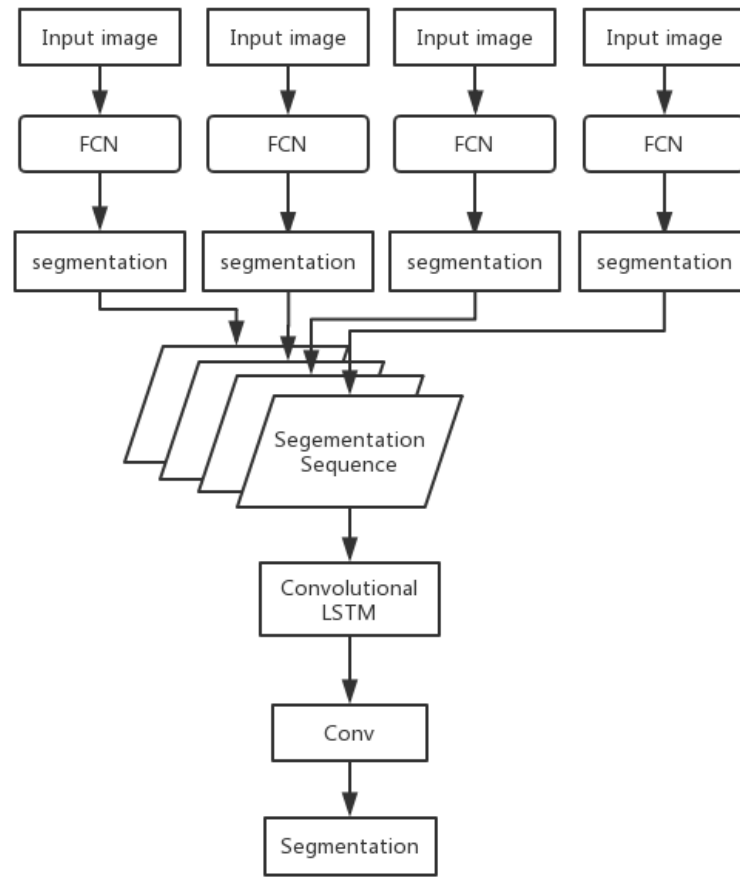 Input image
Input image
Input image
Input image
FCN
FCN
FCN
FCN
segmentation
segmentation
segmentation
segmentation
Segementation
Sequence
Convolutional
LSTM
Conv
Segmentation